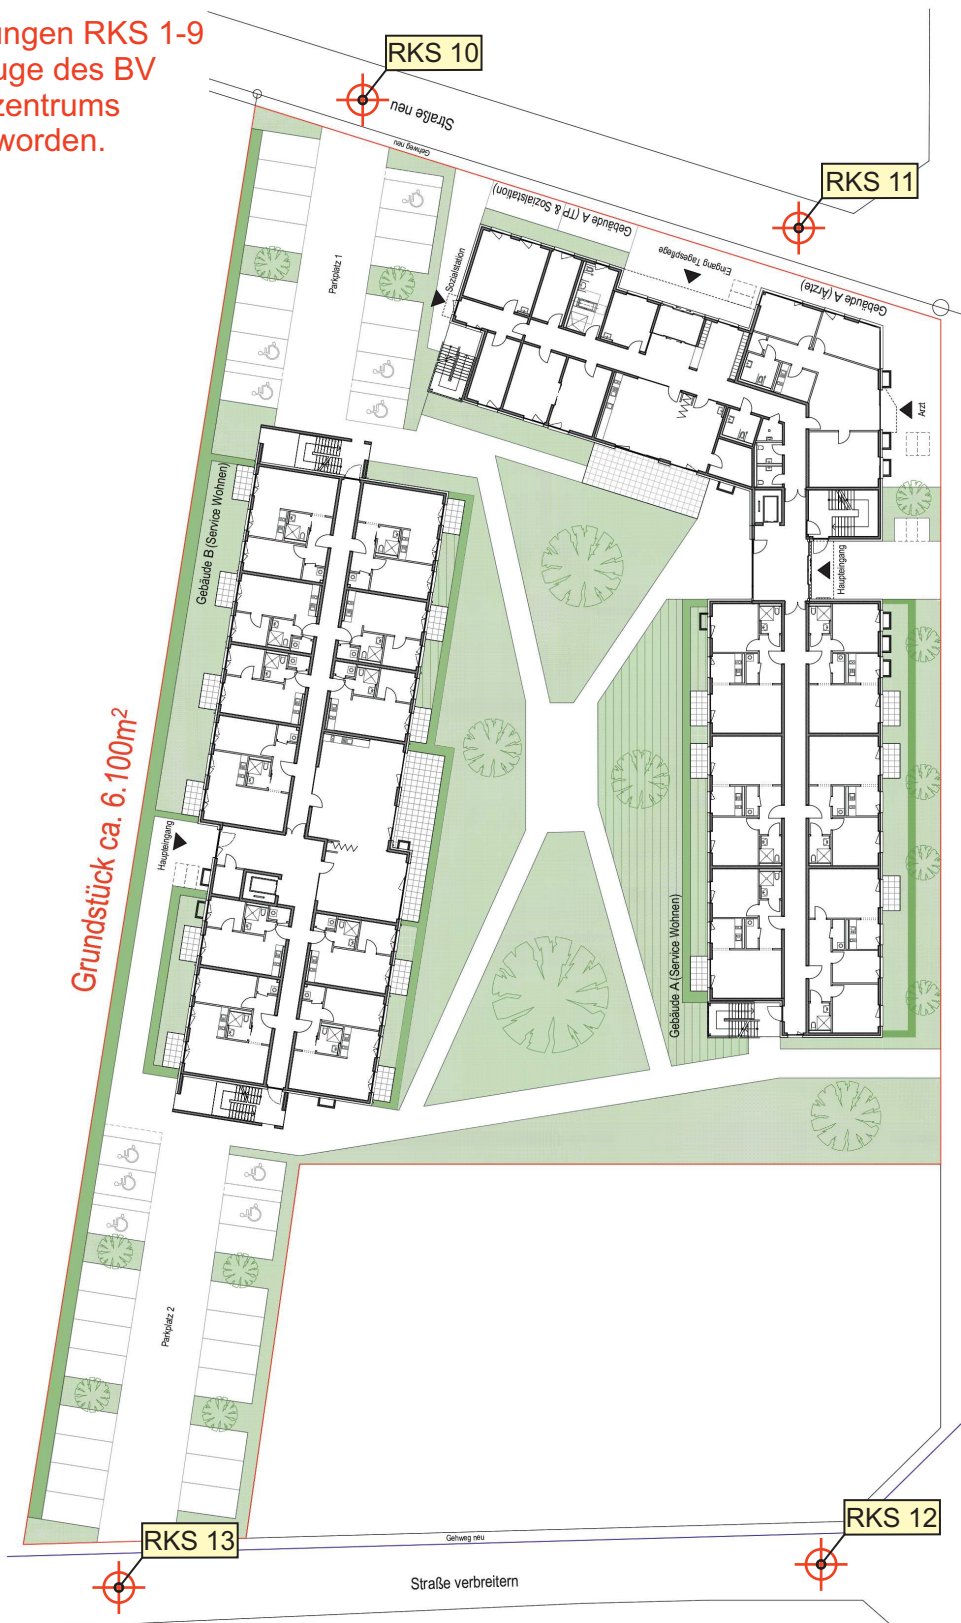 ungen RKS 1-9
uge des BV
zentrums
worden.
RKS 10
Straße neu
Gehweg neu
RKS 11
Gebäude A (TP & Sozialstation)
Eingang Tagespflege
Gebäude A (Ärzte)
Sozialstation
Parkplatz 1
Arzt
Gebäude B (Service Wohnen)
Haupteingang
Grundstück ca. 6.100m²
Haupteingang
Gebäude A (Service Wohnen)
Parkplatz 2
RKS 13
Gehweg neu
RKS 12
Straße verbreitern